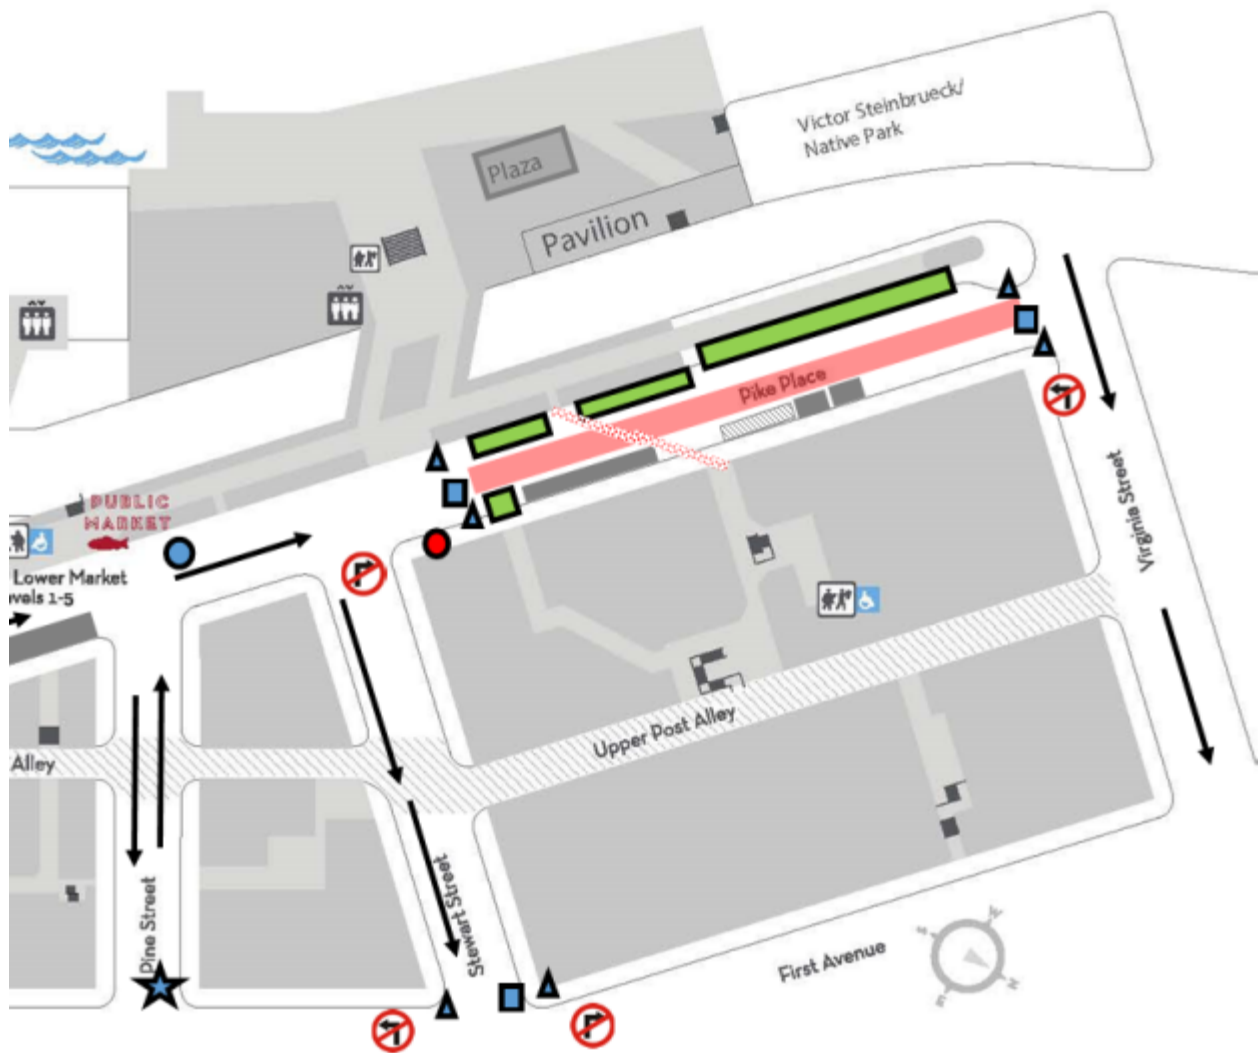 Victor Steinbrueck/
Native Park
Plaza
Pavilion
Pike Place
PUBLIC
MARKET
Lower Market
evels 1-5
Virginia Street
Upper Post Alley
Alley
Pine Street
Stewart Street
First Avenue
S
W
E
N